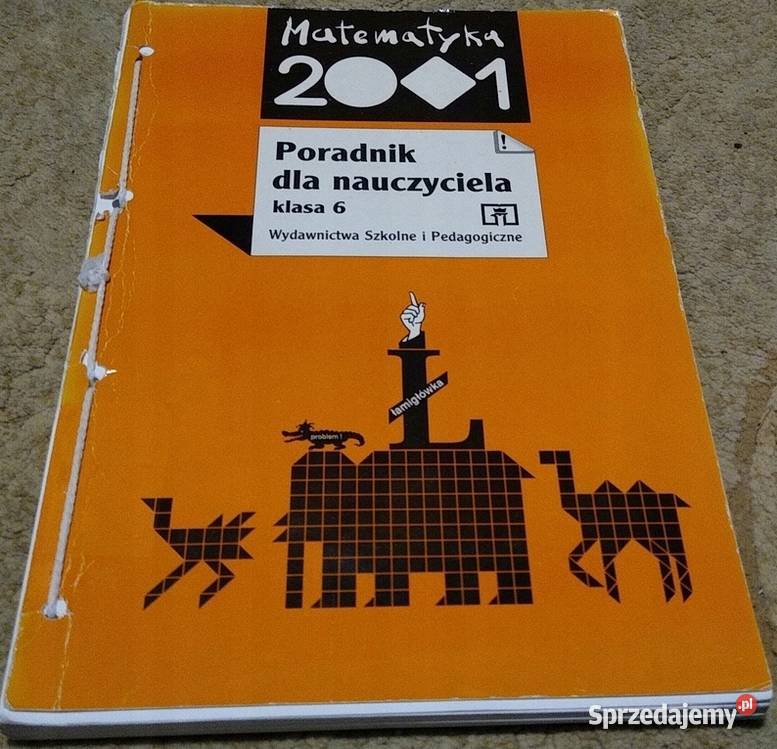 Matematyka
2001
!
Poradnik
dla nauczyciela
klasa 6
Wydawnictwa Szkolne i Pedagogiczne
Ł
łamigłówka
problem!
Sprzedajemy.pl